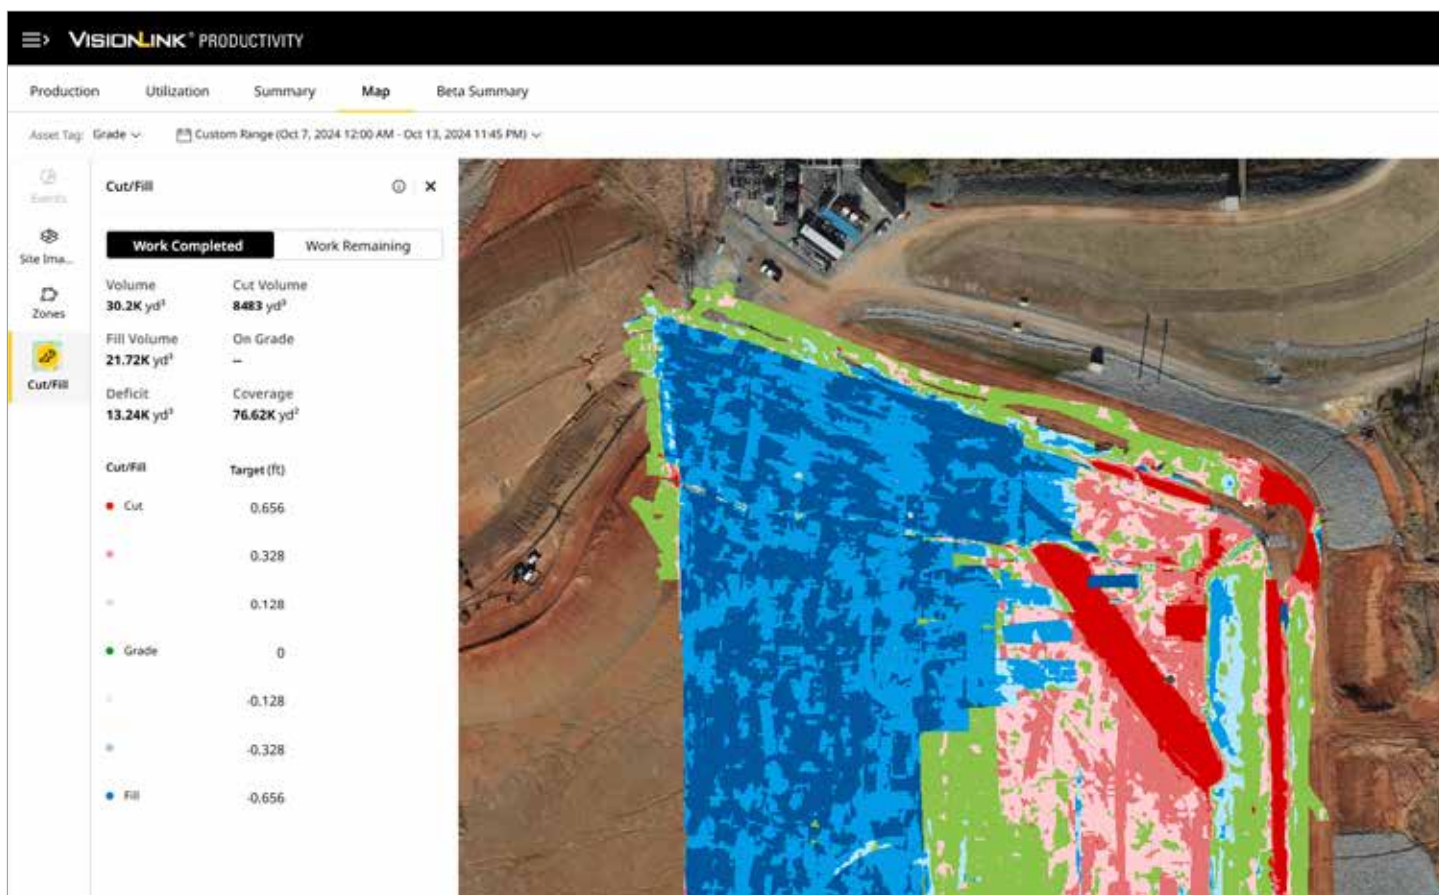 VISIONLINK® PRODUCTIVITY
Production Utilization Summary Map Beta Summary
Asset Tag: Grade Custom Range (Oct 7, 2024 12:00 AM - Oct 13, 2024 11:45 PM)
Events
Site Ima...
Zones
Cut/Fill
Cut/Fill
Work Completed Work Remaining
Volume Cut Volume
30.2K yd³ 8483 yd³
Fill Volume On Grade
21.72K yd³ --
Deficit Coverage
13.24K yd³ 76.62K yd²
Cut/Fill Target (ft)
Cut 0.656
0.328
0.128
Grade 0
-0.128
-0.328
Fill -0.656